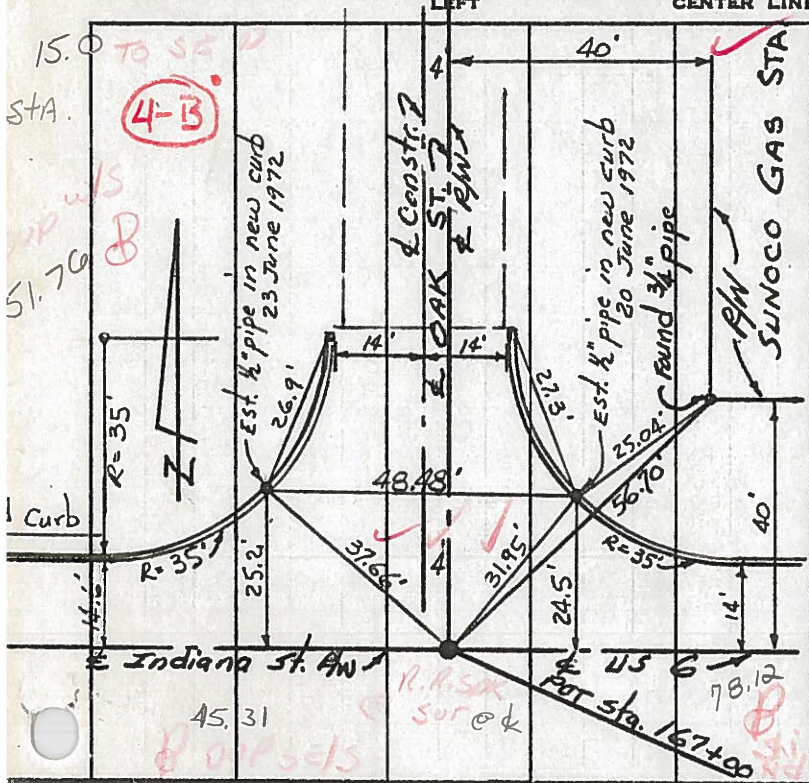 LEFT
CENTER LINE
15.0
TO
StA.
4-B
4
40'
SUNOCO GAS STA
Est. ½" pipe in new curb
23 June 1972
℄ Constr.
℄ OAK ST.
℄ R/W
Est. ½" pipe in new curb
20 June 1972
Found ¾" pipe
R/W
B
51.76
N
R=35'
26.9'
14'
14'
27.3'
25.04'
56.70'
48.48'
40'
Curb
R=35'
25.2'
37.66'
4
31.95'
24.5'
R=35'
14.6'
14'
℄ Indiana St. R/W
℄ US 6
POT Sta. 167+00
78.12
45.31
@ ℄